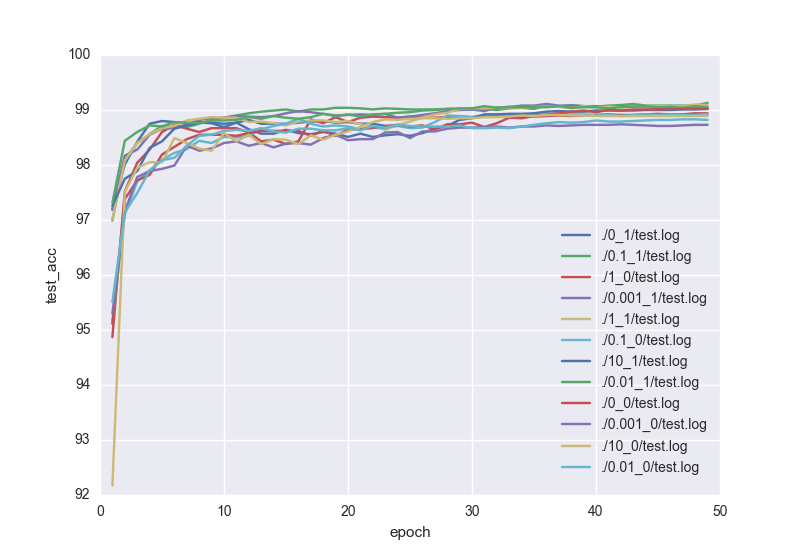 100
99
98
97
96
95
94
93
92
test_acc
./0_1/test.log
./0.1_1/test.log
./1_0/test.log
./0.001_1/test.log
./1_1/test.log
./0.1_0/test.log
./10_1/test.log
./0.01_1/test.log
./0_0/test.log
./0.001_0/test.log
./10_0/test.log
./0.01_0/test.log
0 10 20 30 40 50
epoch